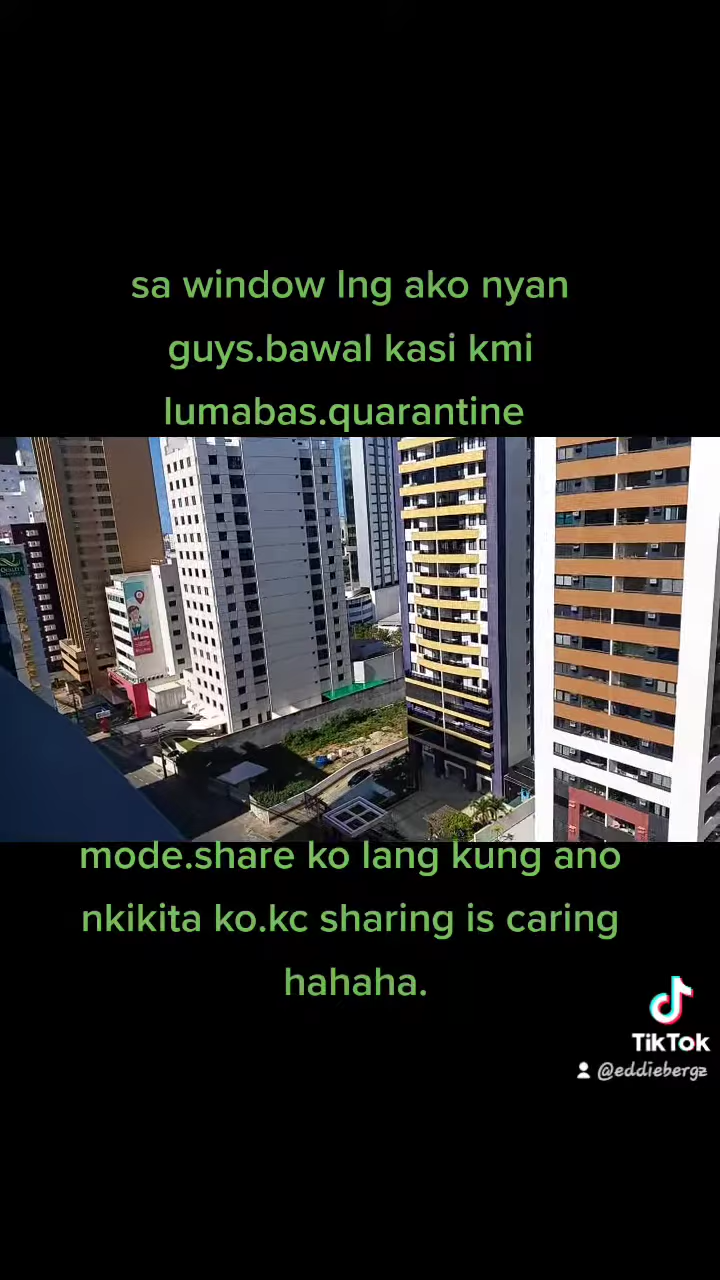 sa window lng ako nyan
guys.bawal kasi kmi
lumabas.quarantine
QUALITY
mode.share ko lang kung ano
nkikita ko.kc sharing is caring
hahaha.
TikTok
@eddiebergz